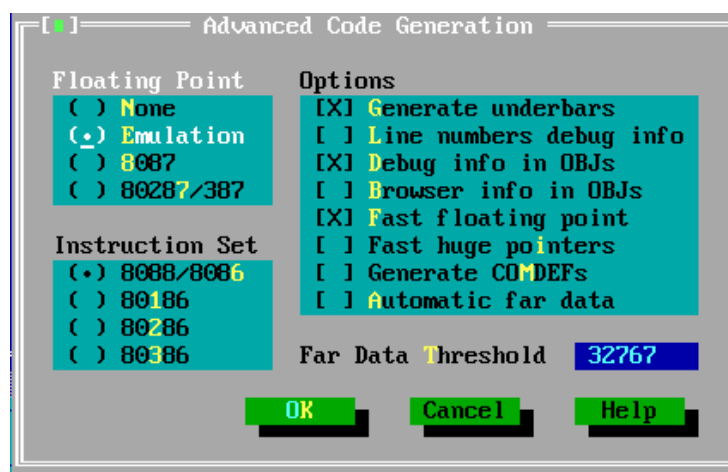 [■] Advanced Code Generation
Floating Point
( ) None
(•) Emulation
( ) 8087
( ) 80287/387
Instruction Set
(•) 8088/8086
( ) 80186
( ) 80286
( ) 80386
Options
[X] Generate underbars
[ ] Line numbers debug info
[X] Debug info in OBJs
[ ] Browser info in OBJs
[X] Fast floating point
[ ] Fast huge pointers
[ ] Generate COMDEFs
[ ] Automatic far data
Far Data Threshold 32767
OK Cancel Help